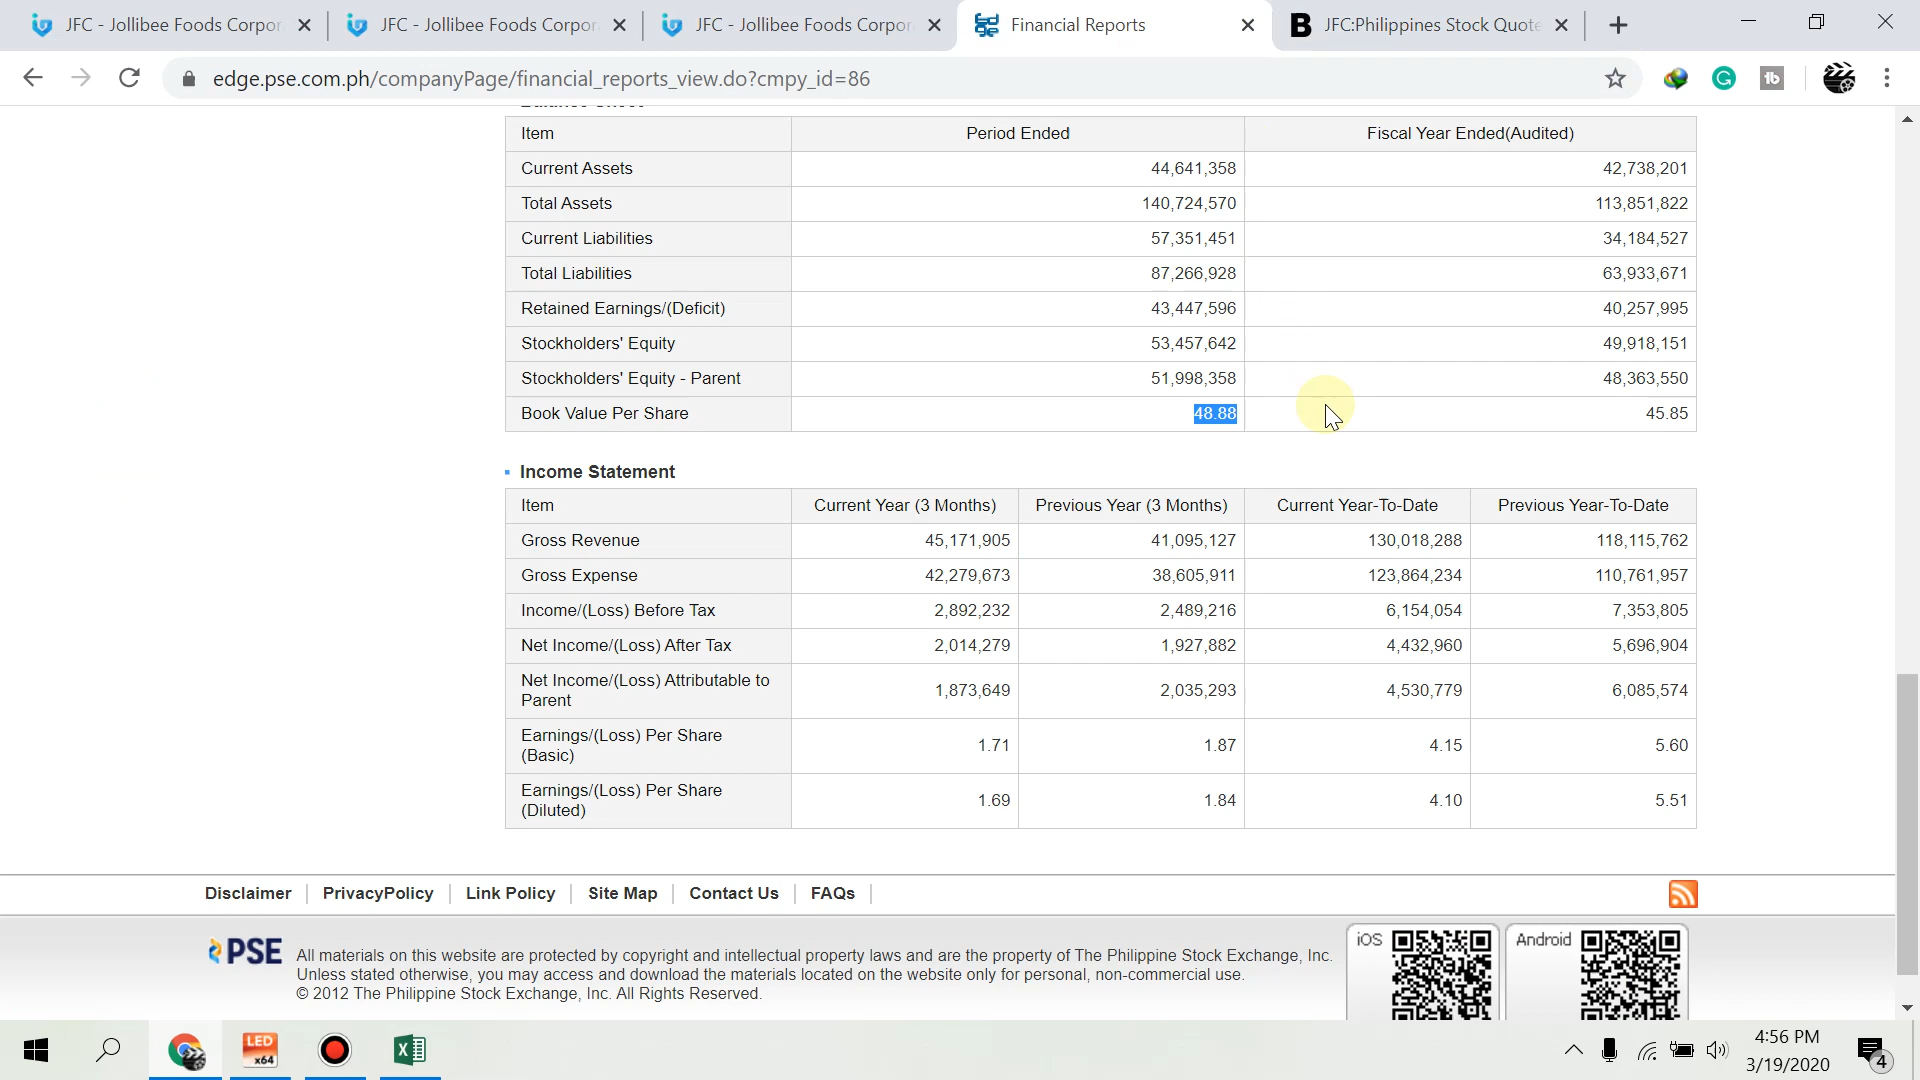 JFC - Jollibee Foods Corpor
JFC - Jollibee Foods Corpor
JFC - Jollibee Foods Corpor
Financial Reports
B JFC:Philippines Stock Quote
edge.pse.com.ph/companyPage/financial_reports_view.do?cmpy_id=86
Balance Sheet
Item Period Ended Fiscal Year Ended(Audited)
Current Assets 44,641,358 42,738,201
Total Assets 140,724,570 113,851,822
Current Liabilities 57,351,451 34,184,527
Total Liabilities 87,266,928 63,933,671
Retained Earnings/(Deficit) 43,447,596 40,257,995
Stockholders' Equity 53,457,642 49,918,151
Stockholders' Equity - Parent 51,998,358 48,363,550
Book Value Per Share 48.88 45.85
Income Statement
Item Current Year (3 Months) Previous Year (3 Months) Current Year-To-Date Previous Year-To-Date
Gross Revenue 45,171,905 41,095,127 130,018,288 118,115,762
Gross Expense 42,279,673 38,605,911 123,864,234 110,761,957
Income/(Loss) Before Tax 2,892,232 2,489,216 6,154,054 7,353,805
Net Income/(Loss) After Tax 2,014,279 1,927,882 4,432,960 5,696,904
Net Income/(Loss) Attributable to
Parent 1,873,649 2,035,293 4,530,779 6,085,574
Earnings/(Loss) Per Share
(Basic) 1.71 1.87 4.15 5.60
Earnings/(Loss) Per Share
(Diluted) 1.69 1.84 4.10 5.51
Disclaimer PrivacyPolicy Link Policy Site Map Contact Us FAQs
PSE
All materials on this website are protected by copyright and intellectual property laws and are the property of The Philippine Stock Exchange, Inc.
Unless stated otherwise, you may access and download the materials located on the website only for personal, non-commercial use.
© 2012 The Philippine Stock Exchange, Inc. All Rights Reserved.
iOS
Android
LED
x64
4:56 PM
3/19/2020
4